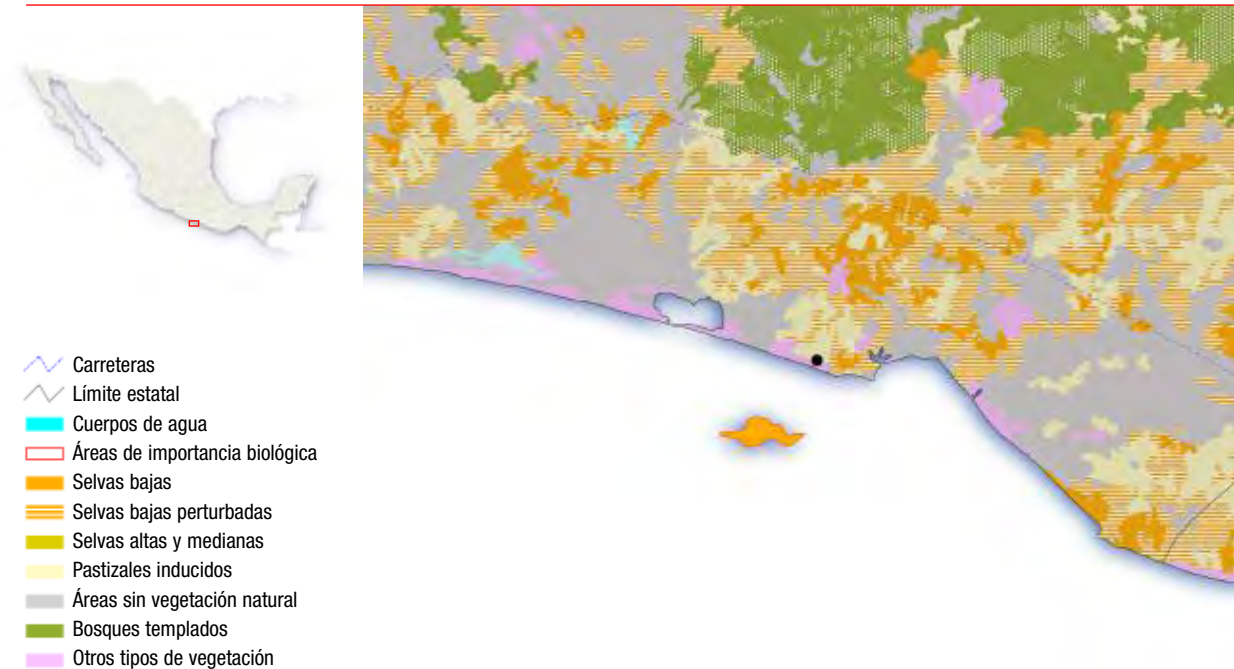 Carreteras
Límite estatal
Cuerpos de agua
Áreas de importancia biológica
Selvas bajas
Selvas bajas perturbadas
Selvas altas y medianas
Pastizales inducidos
Áreas sin vegetación natural
Bosques templados
Otros tipos de vegetación